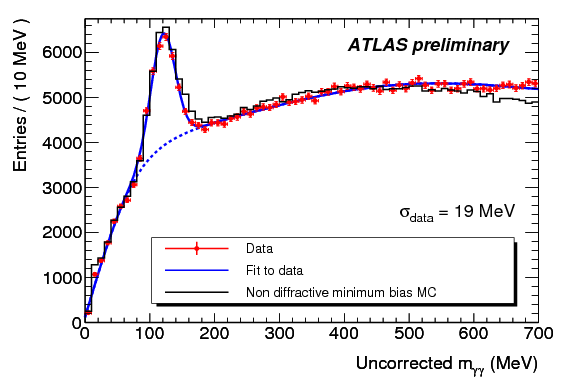 Entries / ( 10 MeV )
6000
5000
4000
3000
2000
1000
0
ATLAS preliminary
σdata = 19 MeV
Data
Fit to data
Non diffractive minimum bias MC
0 100 200 300 400 500 600 700
Uncorrected mγγ (MeV)